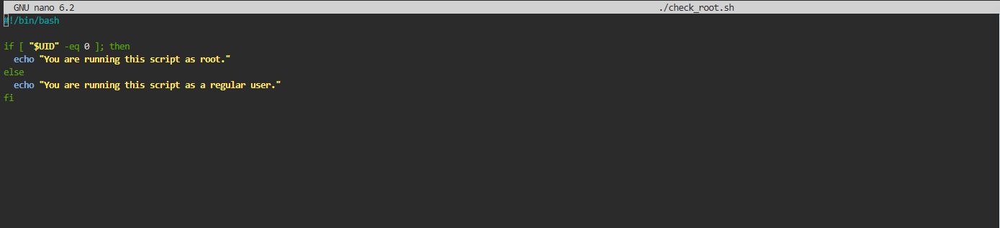 GNU nano 6.2 ./check_root.sh
#!/bin/bash
if [ "$UID" -eq 0 ]; then
echo "You are running this script as root."
else
echo "You are running this script as a regular user."
fi